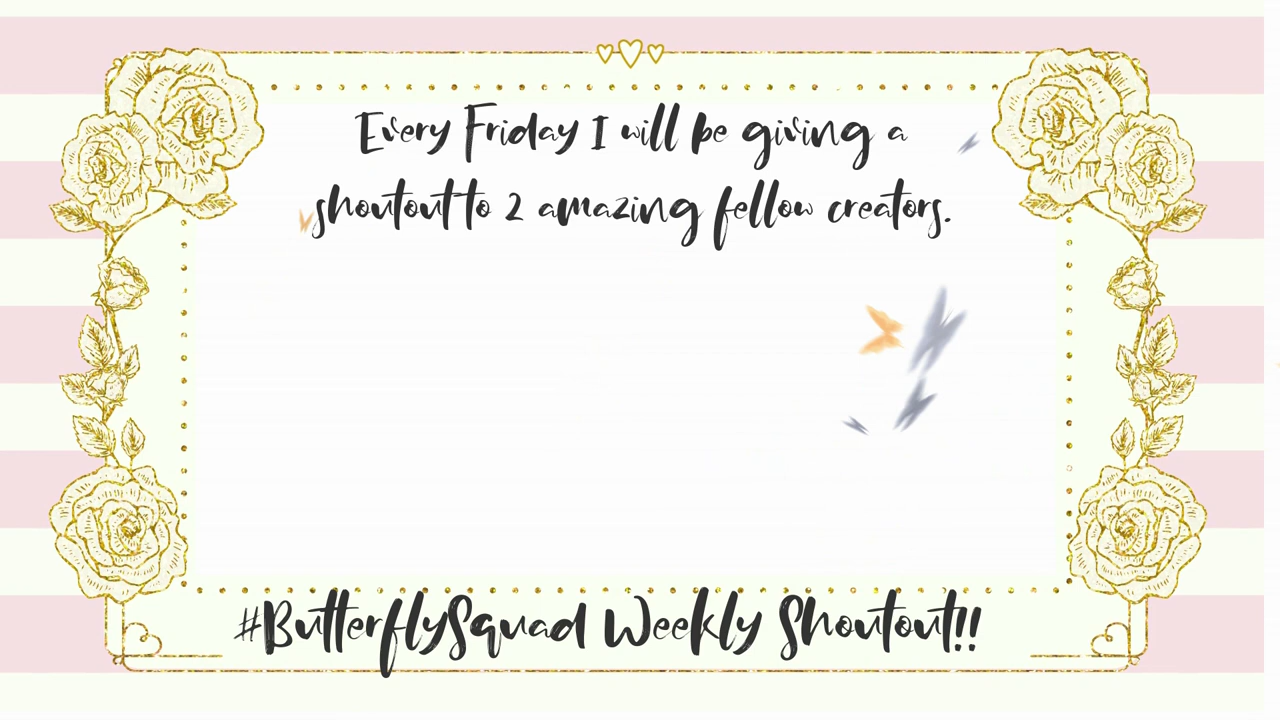 Every Friday I will be giving a
shoutout to 2 amazing fellow creators.
#ButterflySquad Weekly Shoutout!!